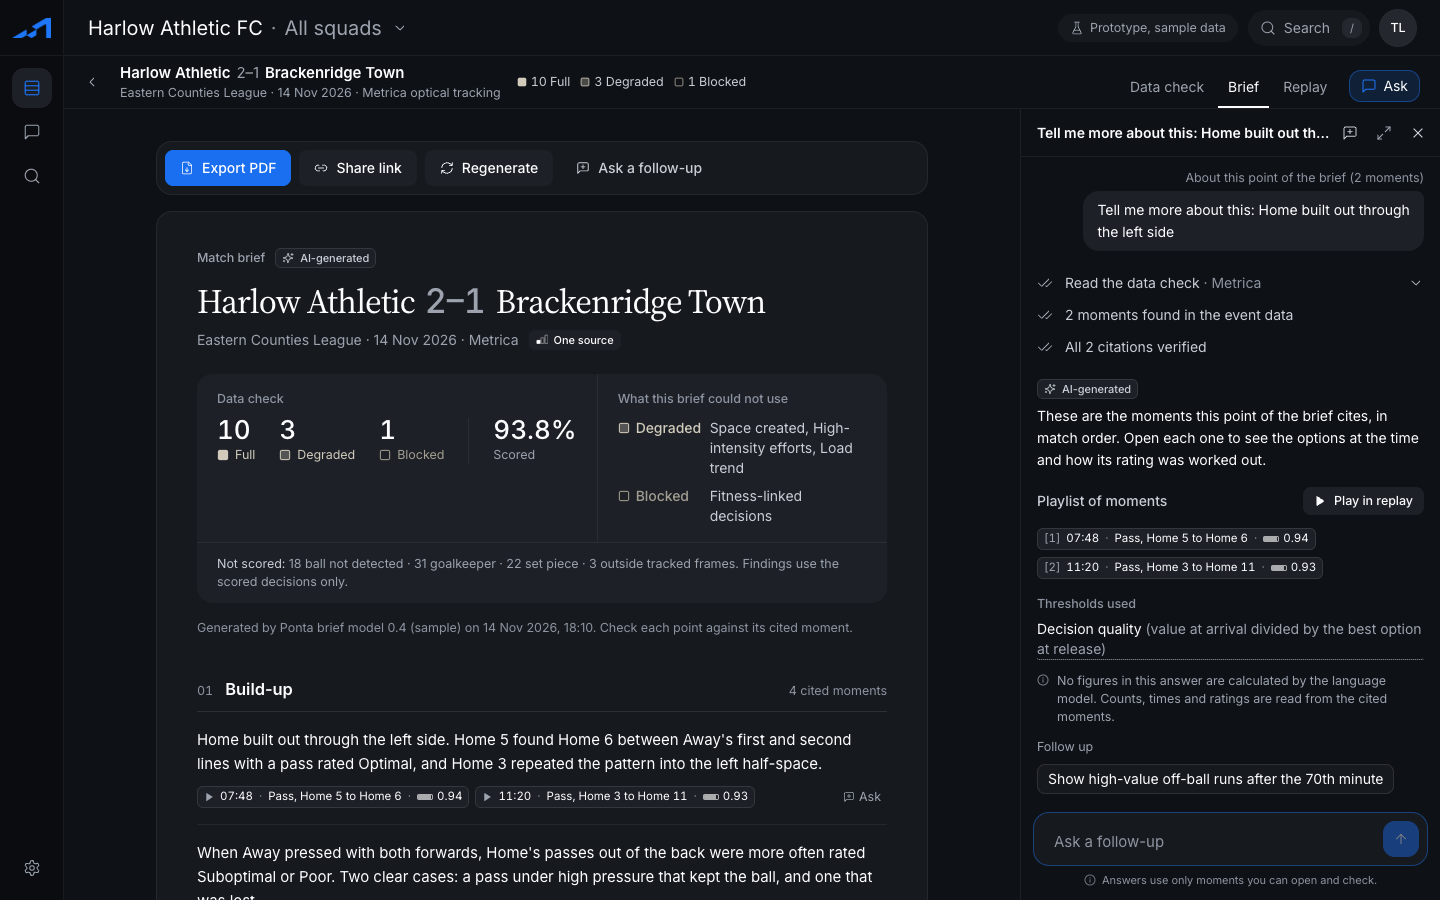 Harlow Athletic FC · All squads
Prototype, sample data
Search /
TL
Harlow Athletic 2–1 Brackenridge Town
Eastern Counties League · 14 Nov 2026 · Metrica optical tracking
10 Full 3 Degraded 1 Blocked
Data check Brief Replay Ask
Export PDF Share link Regenerate Ask a follow-up
Match brief AI-generated
Harlow Athletic 2–1 Brackenridge Town
Eastern Counties League · 14 Nov 2026 · Metrica One source
Data check
10 3 1 93.8%
Full Degraded Blocked Scored
What this brief could not use
Degraded Space created, High-
intensity efforts, Load
trend
Blocked Fitness-linked
decisions
Not scored: 18 ball not detected · 31 goalkeeper · 22 set piece · 3 outside tracked frames. Findings use the
scored decisions only.
Generated by Ponta brief model 0.4 (sample) on 14 Nov 2026, 18:10. Check each point against its cited moment.
01 Build-up 4 cited moments
Home built out through the left side. Home 5 found Home 6 between Away's first and second
lines with a pass rated Optimal, and Home 3 repeated the pattern into the left half-space.
07:48 · Pass, Home 5 to Home 6 · 0.94 11:20 · Pass, Home 3 to Home 11 · 0.93 Ask
When Away pressed with both forwards, Home's passes out of the back were more often rated
Suboptimal or Poor. Two clear cases: a pass under high pressure that kept the ball, and one that
was lost.
Tell me more about this: Home built out th...
About this point of the brief (2 moments)
Tell me more about this: Home built out through
the left side
Read the data check · Metrica
2 moments found in the event data
All 2 citations verified
AI-generated
These are the moments this point of the brief cites, in
match order. Open each one to see the options at the time
and how its rating was worked out.
Playlist of moments Play in replay
[1] 07:48 · Pass, Home 5 to Home 6 · 0.94
[2] 11:20 · Pass, Home 3 to Home 11 · 0.93
Thresholds used
Decision quality (value at arrival divided by the best option
at release)
No figures in this answer are calculated by the language
model. Counts, times and ratings are read from the cited
moments.
Follow up
Show high-value off-ball runs after the 70th minute
Ask a follow-up
Answers use only moments you can open and check.